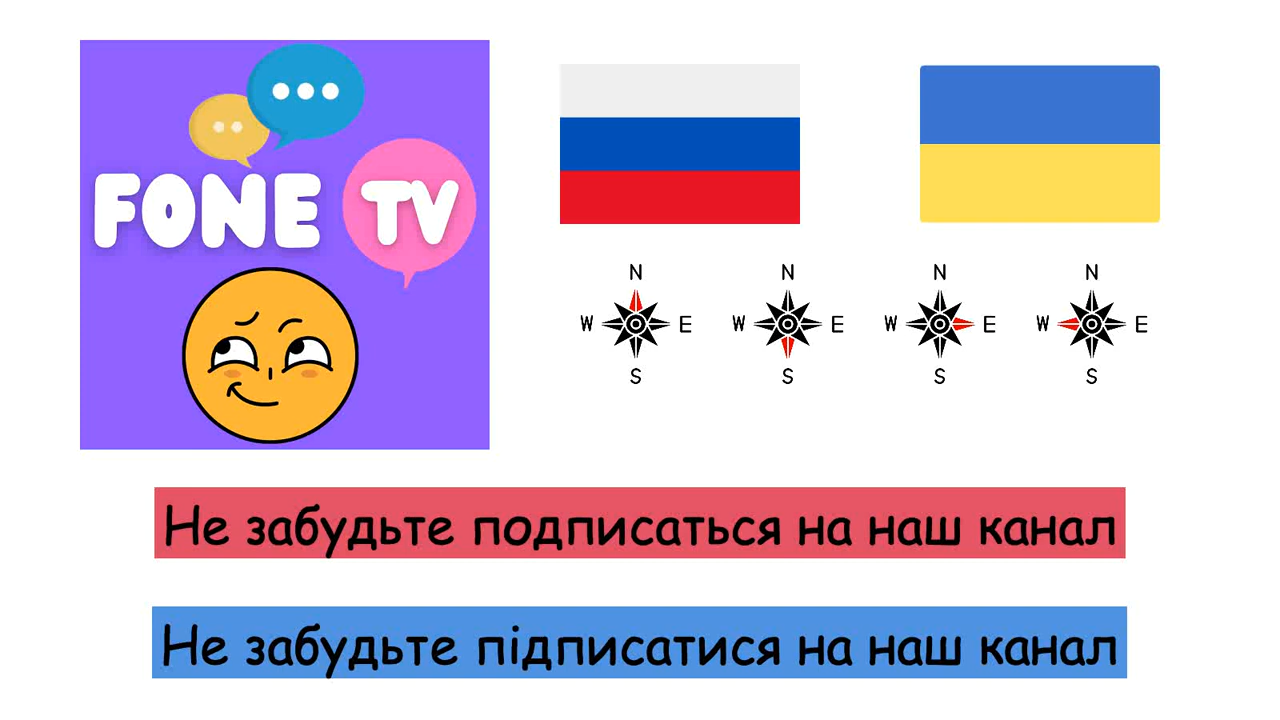 FONE TV
N N N N
W E W E W E W E
S S S S
Не забудьте подписаться на наш канал
Не забудьте підписатися на наш канал